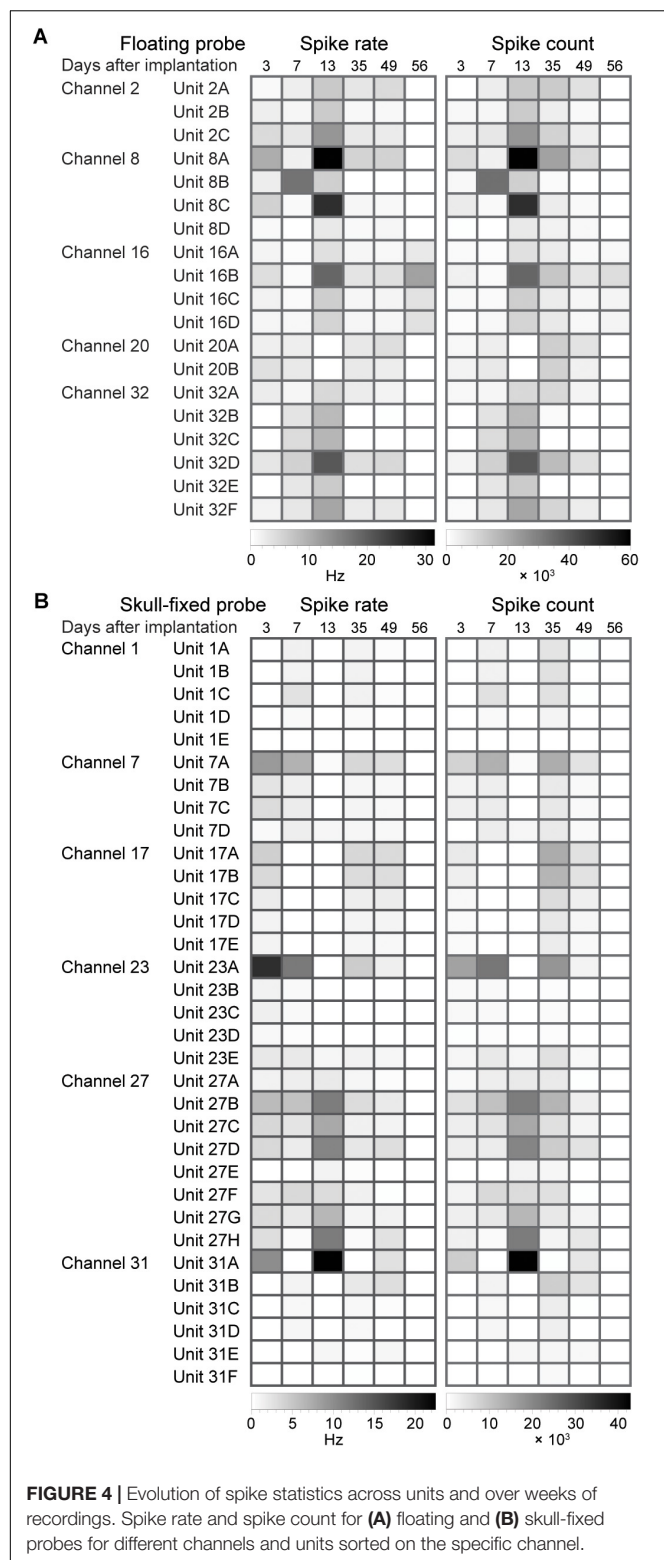 A
Floating probe Spike rate Spike count
Days after implantation 3 7 13 35 49 56 3 7 13 35 49 56
Channel 2 Unit 2A
Unit 2B
Unit 2C
Channel 8 Unit 8A
Unit 8B
Unit 8C
Unit 8D
Channel 16 Unit 16A
Unit 16B
Unit 16C
Unit 16D
Channel 20 Unit 20A
Unit 20B
Channel 32 Unit 32A
Unit 32B
Unit 32C
Unit 32D
Unit 32E
Unit 32F
0 10 20 30 0 20 40 60
Hz × 10³
B
Skull-fixed probe Spike rate Spike count
Days after implantation 3 7 13 35 49 56 3 7 13 35 49 56
Channel 1 Unit 1A
Unit 1B
Unit 1C
Unit 1D
Unit 1E
Channel 7 Unit 7A
Unit 7B
Unit 7C
Unit 7D
Channel 17 Unit 17A
Unit 17B
Unit 17C
Unit 17D
Unit 17E
Channel 23 Unit 23A
Unit 23B
Unit 23C
Unit 23D
Unit 23E
Channel 27 Unit 27A
Unit 27B
Unit 27C
Unit 27D
Unit 27E
Unit 27F
Unit 27G
Unit 27H
Channel 31 Unit 31A
Unit 31B
Unit 31C
Unit 31D
Unit 31E
Unit 31F
0 5 10 15 20 0 10 20 30 40
Hz × 10³
FIGURE 4 | Evolution of spike statistics across units and over weeks of
recordings. Spike rate and spike count for (A) floating and (B) skull-fixed
probes for different channels and units sorted on the specific channel.